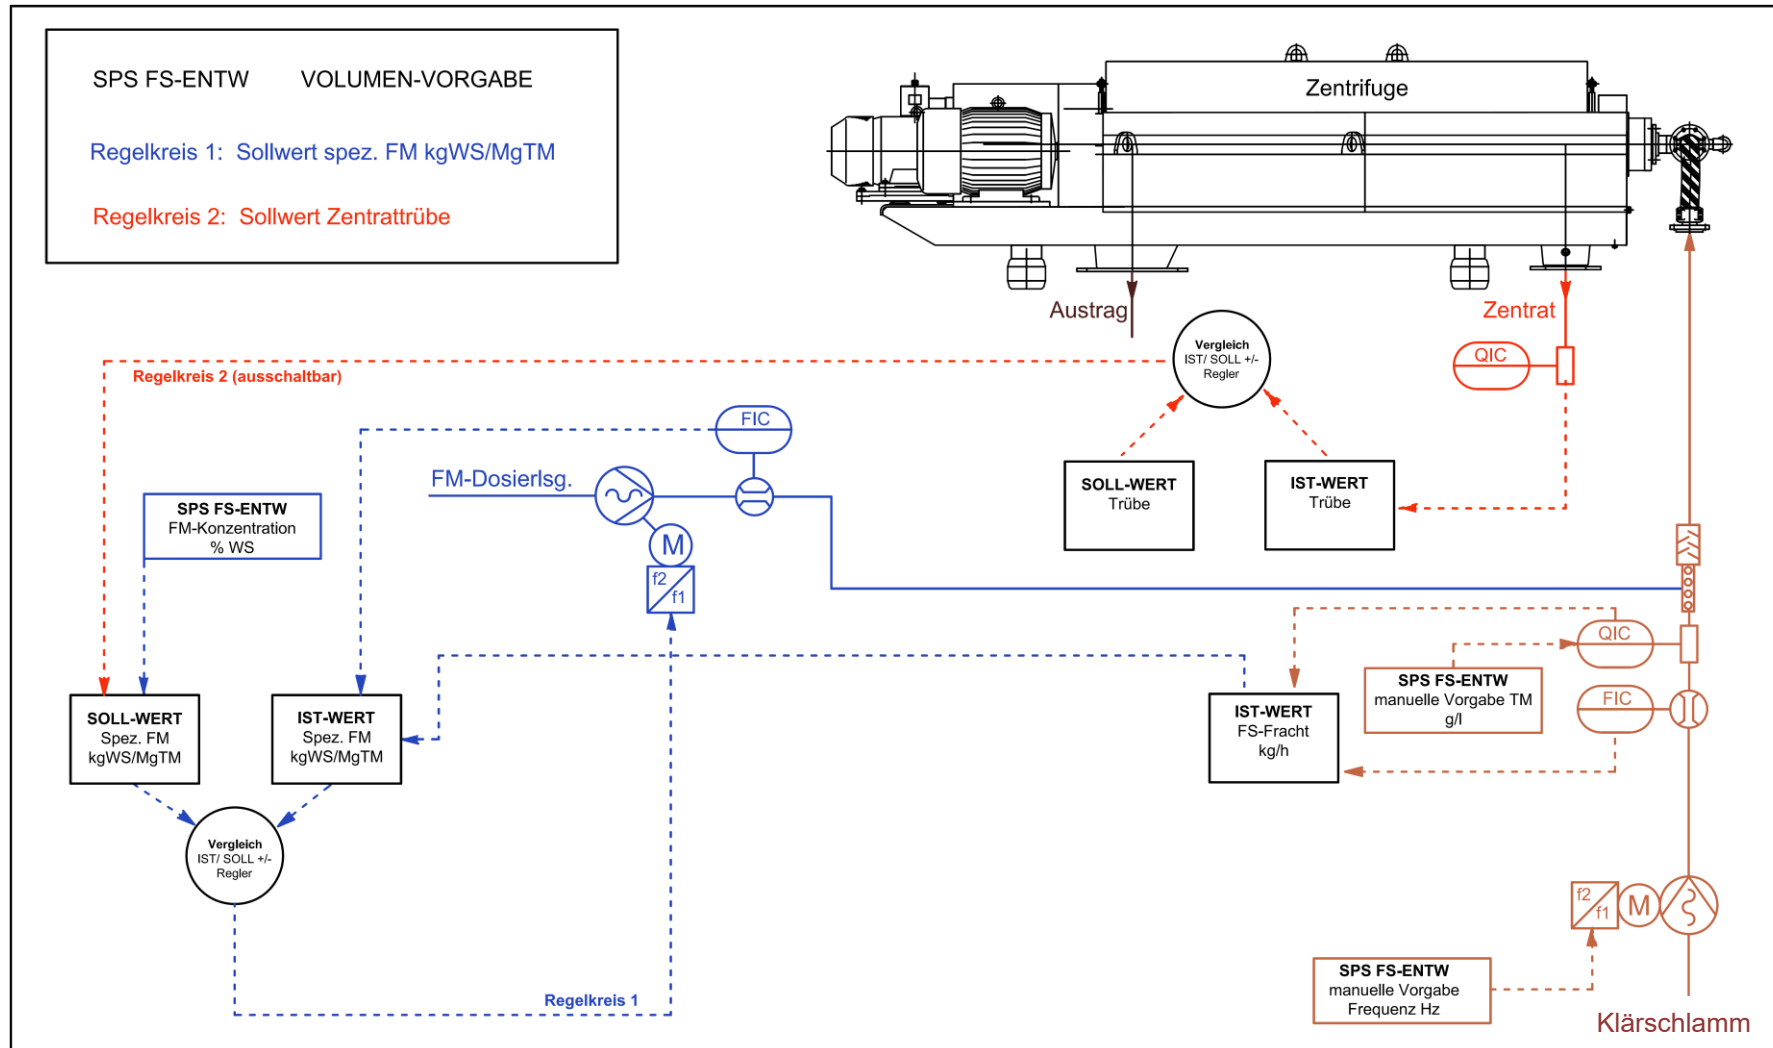 SPS FS-ENTW VOLUMEN-VORGABE
Regelkreis 1: Sollwert spez. FM kgWS/MgTM
Regelkreis 2: Sollwert Zentrattrübe
Zentrifuge
Austrag
Zentrat
Vergleich
IST/ SOLL +/-
Regler
QIC
Regelkreis 2 (ausschaltbar)
FIC
FM-Dosierlsg.
SOLL-WERT
Trübe
IST-WERT
Trübe
SPS FS-ENTW
FM-Konzentration
% WS
M
f2
f1
QIC
SPS FS-ENTW
manuelle Vorgabe TM
g/l
FIC
SOLL-WERT
Spez. FM
kgWS/MgTM
IST-WERT
Spez. FM
kgWS/MgTM
IST-WERT
FS-Fracht
kg/h
Vergleich
IST/ SOLL +/-
Regler
f2
f1
M
Regelkreis 1
SPS FS-ENTW
manuelle Vorgabe
Frequenz Hz
Klärschlamm